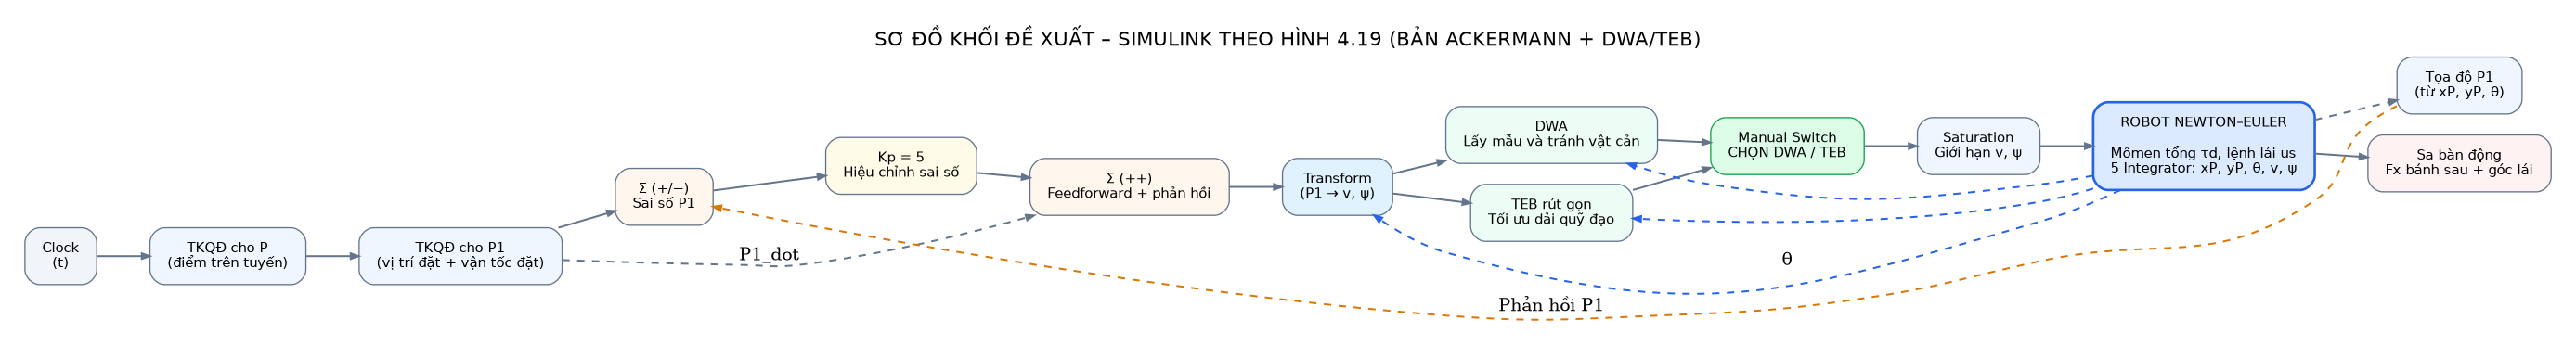 SƠ ĐỒ KHỐI ĐỀ XUẤT – SIMULINK THEO HÌNH 4.19 (BẢN ACKERMANN + DWA/TEB)
Clock
(t)
TKQĐ cho P
(điểm trên tuyến)
TKQĐ cho P1
(vị trí đặt + vận tốc đặt)
Σ (+/−)
Sai số P1
P1_dot
Kp = 5
Hiệu chỉnh sai số
Σ (++)
Feedforward + phản hồi
Transform
(P1 → v, ψ)
DWA
Lấy mẫu và tránh vật cản
TEB rút gọn
Tối ưu dải quỹ đạo
Manual Switch
CHỌN DWA / TEB
Saturation
Giới hạn v, ψ
ROBOT NEWTON–EULER
Mômen tổng τd, lệnh lái us
5 Integrator: xP, yP, θ, v, ψ
Tọa độ P1
(từ xP, yP, θ)
Sa bàn động
Fx bánh sau + góc lái
θ
Phản hồi P1